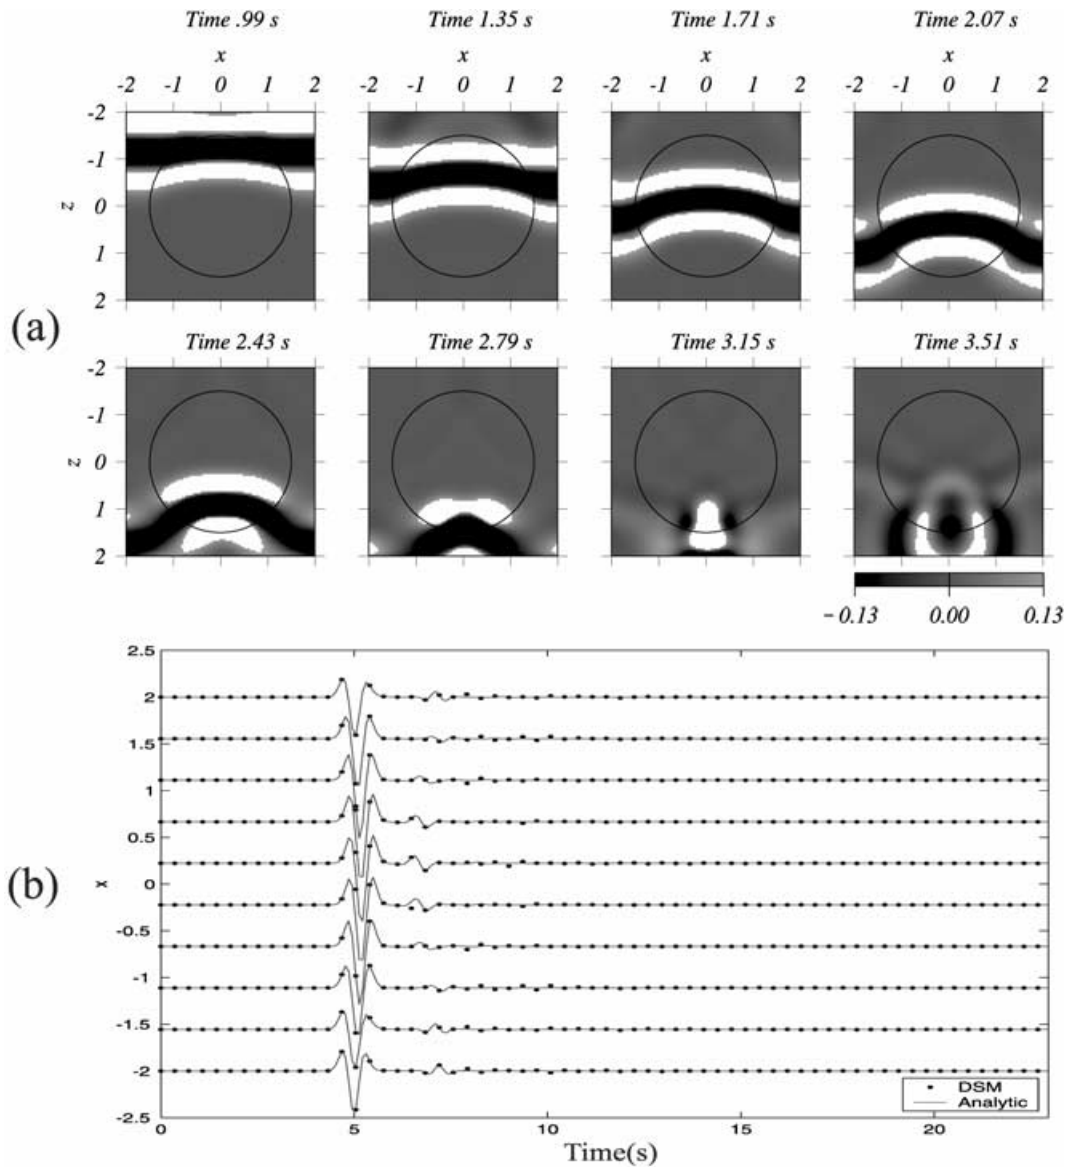 Time .99 s Time 1.35 s Time 1.71 s Time 2.07 s
x x x x
-2 -1 0 1 2 -2 -1 0 1 2 -2 -1 0 1 2 -2 -1 0 1 2
-2
-1
z 0
1
2
(a)
Time 2.43 s Time 2.79 s Time 3.15 s Time 3.51 s
-2
-1
z 0
1
2
-0.13 0.00 0.13
2.5
2
1.5
1
0.5
(b) x 0
-0.5
-1
-1.5
-2
-2.5
DSM
Analytic
0 5 10 15 20
Time(s)